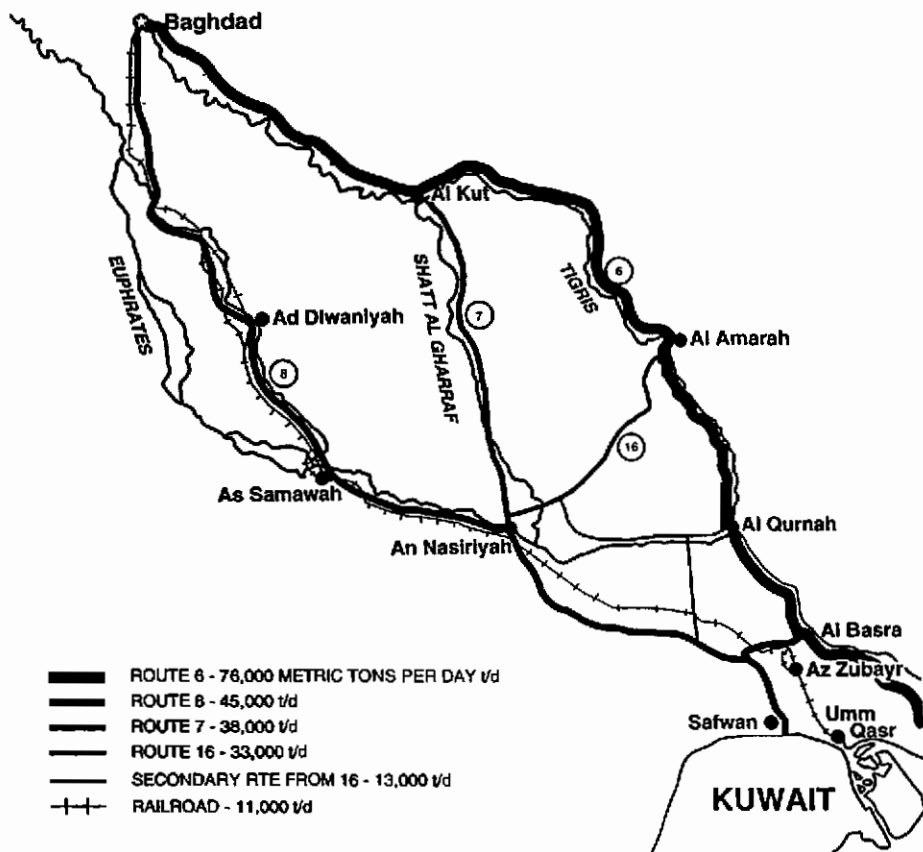 Baghdad
Al Kut
EUPHRATES
SHATT AL GHARRAF
TIGRIS
6
7
Ad Diwaniyah
Al Amarah
8
16
As Samawah
An Nasiriyah
Al Qurnah
Al Basra
Az Zubayr
Safwan
Umm
Qasr
KUWAIT
ROUTE 6 - 76,000 METRIC TONS PER DAY t/d
ROUTE 8 - 45,000 t/d
ROUTE 7 - 38,000 t/d
ROUTE 16 - 33,000 t/d
SECONDARY RTE FROM 16 - 13,000 t/d
RAILROAD - 11,000 t/d